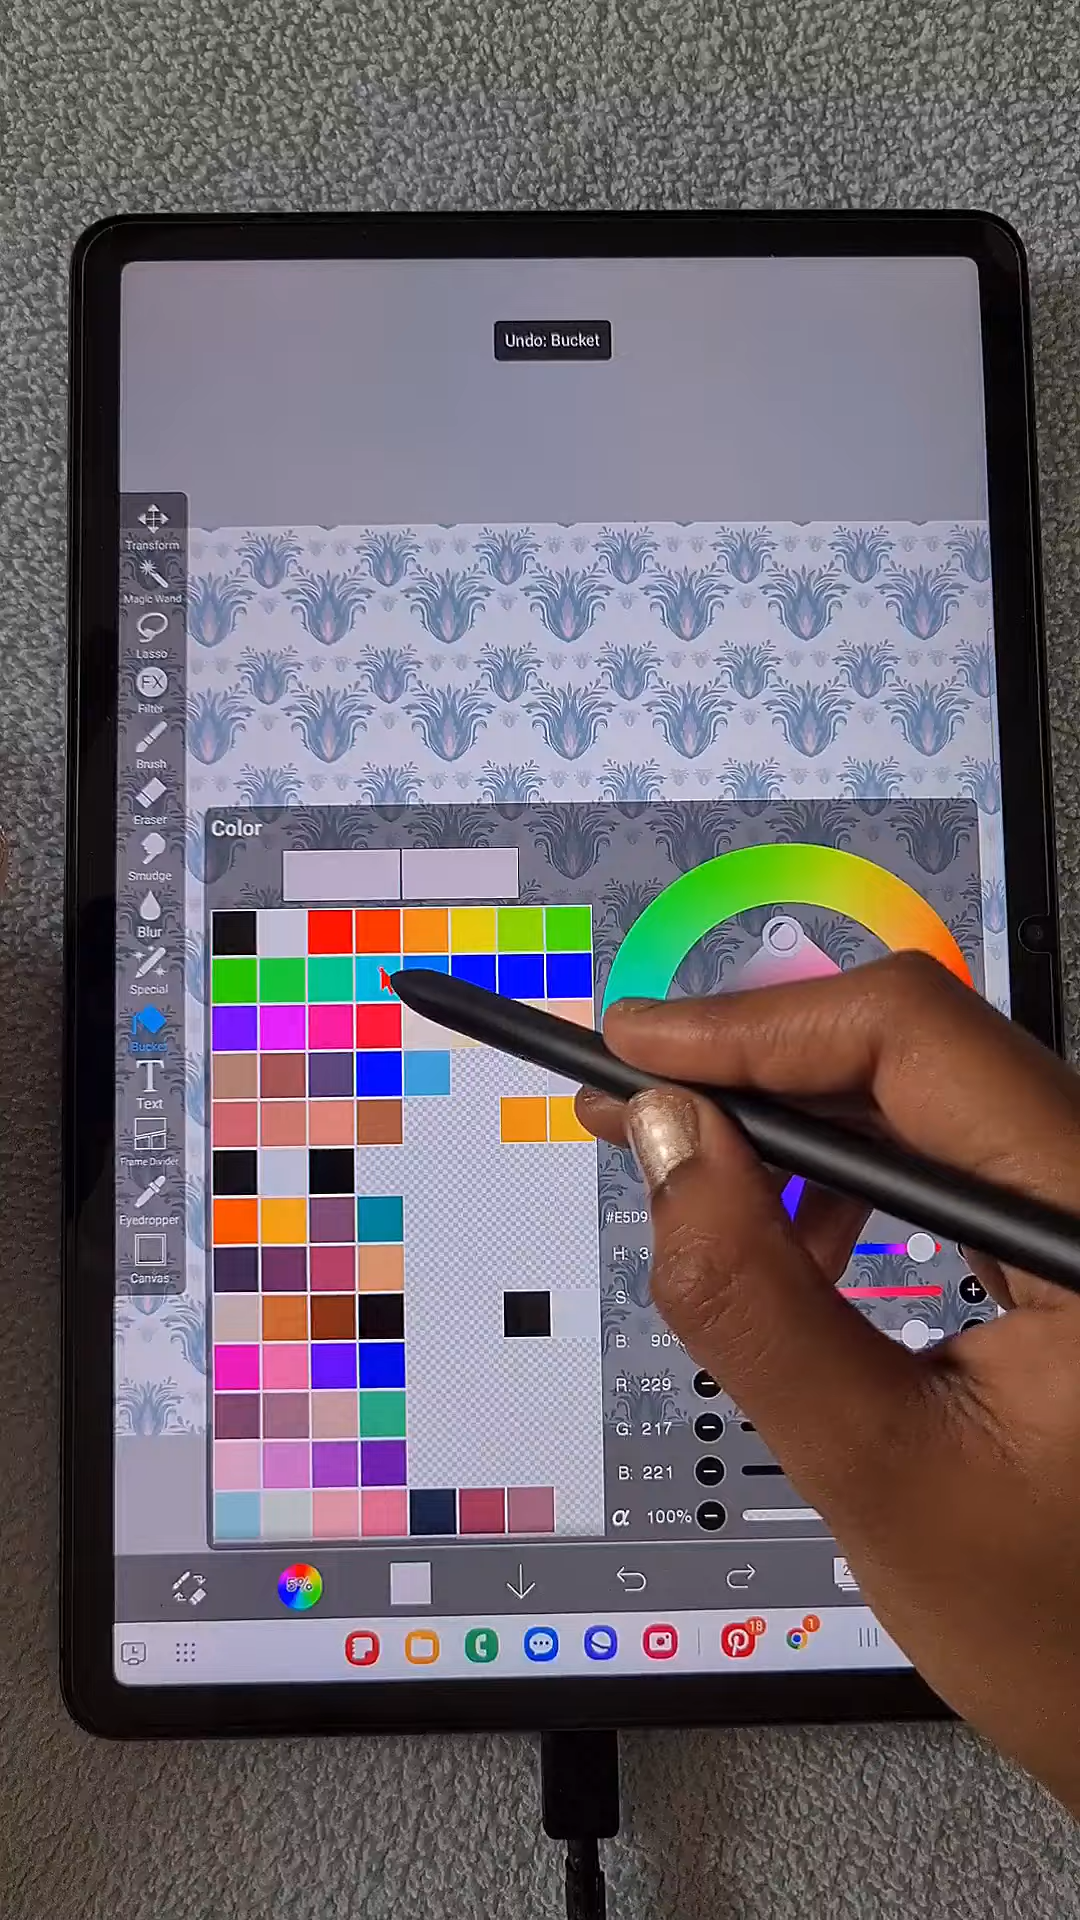 Undo: Bucket
Transform
Magic Wand
Lasso
FX
Filter
Brush
Eraser
Smudge
Blur
Special
Bucket
T
Text
Frame Divider
Eyedropper
Canvas
Color
#E5D9
H: 3
S:
B: 90%
R: 229
G: 217
B: 221
α 100%
5%
2
18
1